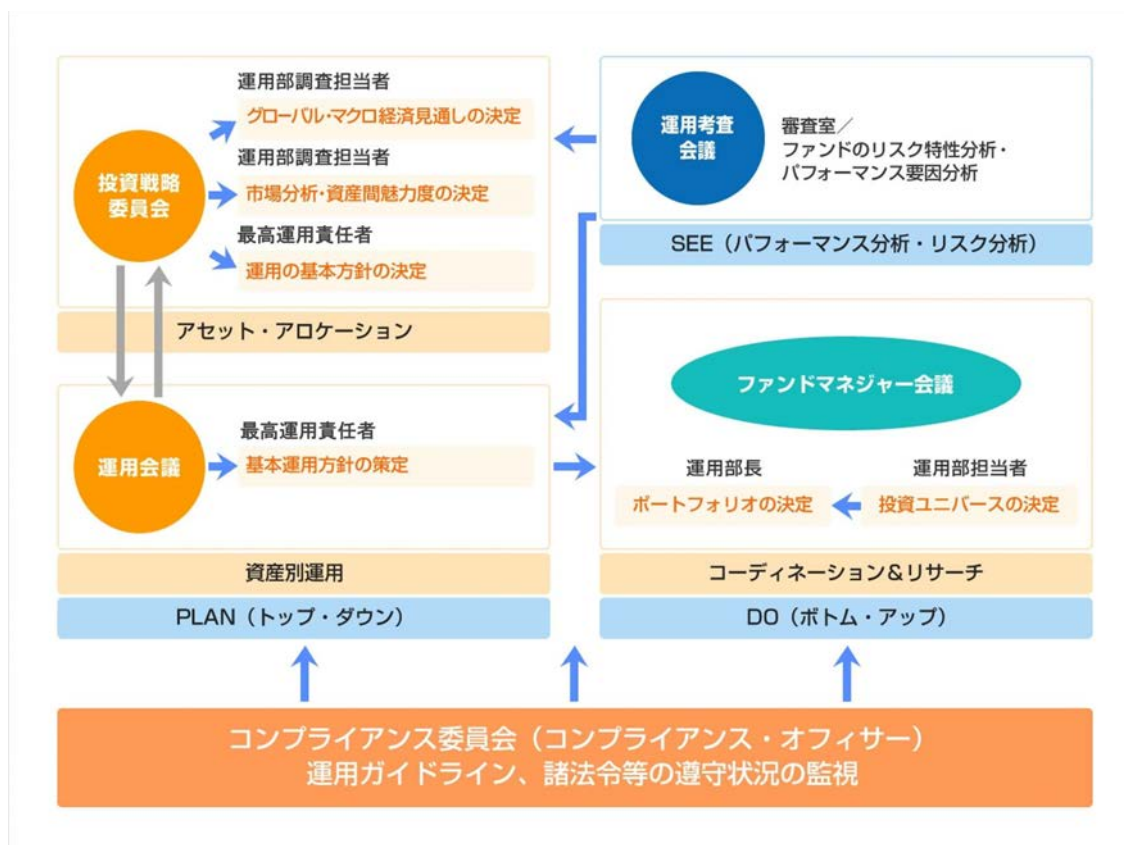 運用部調査担当者
グローバル・マクロ経済見通しの決定
投資戦略
委員会
運用部調査担当者
市場分析・資産間魅力度の決定
最高運用責任者
運用の基本方針の決定
アセット・アロケーション
運用会議
最高運用責任者
基本運用方針の策定
資産別運用
PLAN（トップ・ダウン）
運用考査
会議
審査室／
ファンドのリスク特性分析・
パフォーマンス要因分析
SEE（パフォーマンス分析・リスク分析）
ファンドマネジャー会議
運用部長
ポートフォリオの決定
運用部担当者
投資ユニバースの決定
コーディネーション＆リサーチ
DO（ボトム・アップ）
コンプライアンス委員会（コンプライアンス・オフィサー）
運用ガイドライン、諸法令等の遵守状況の監視